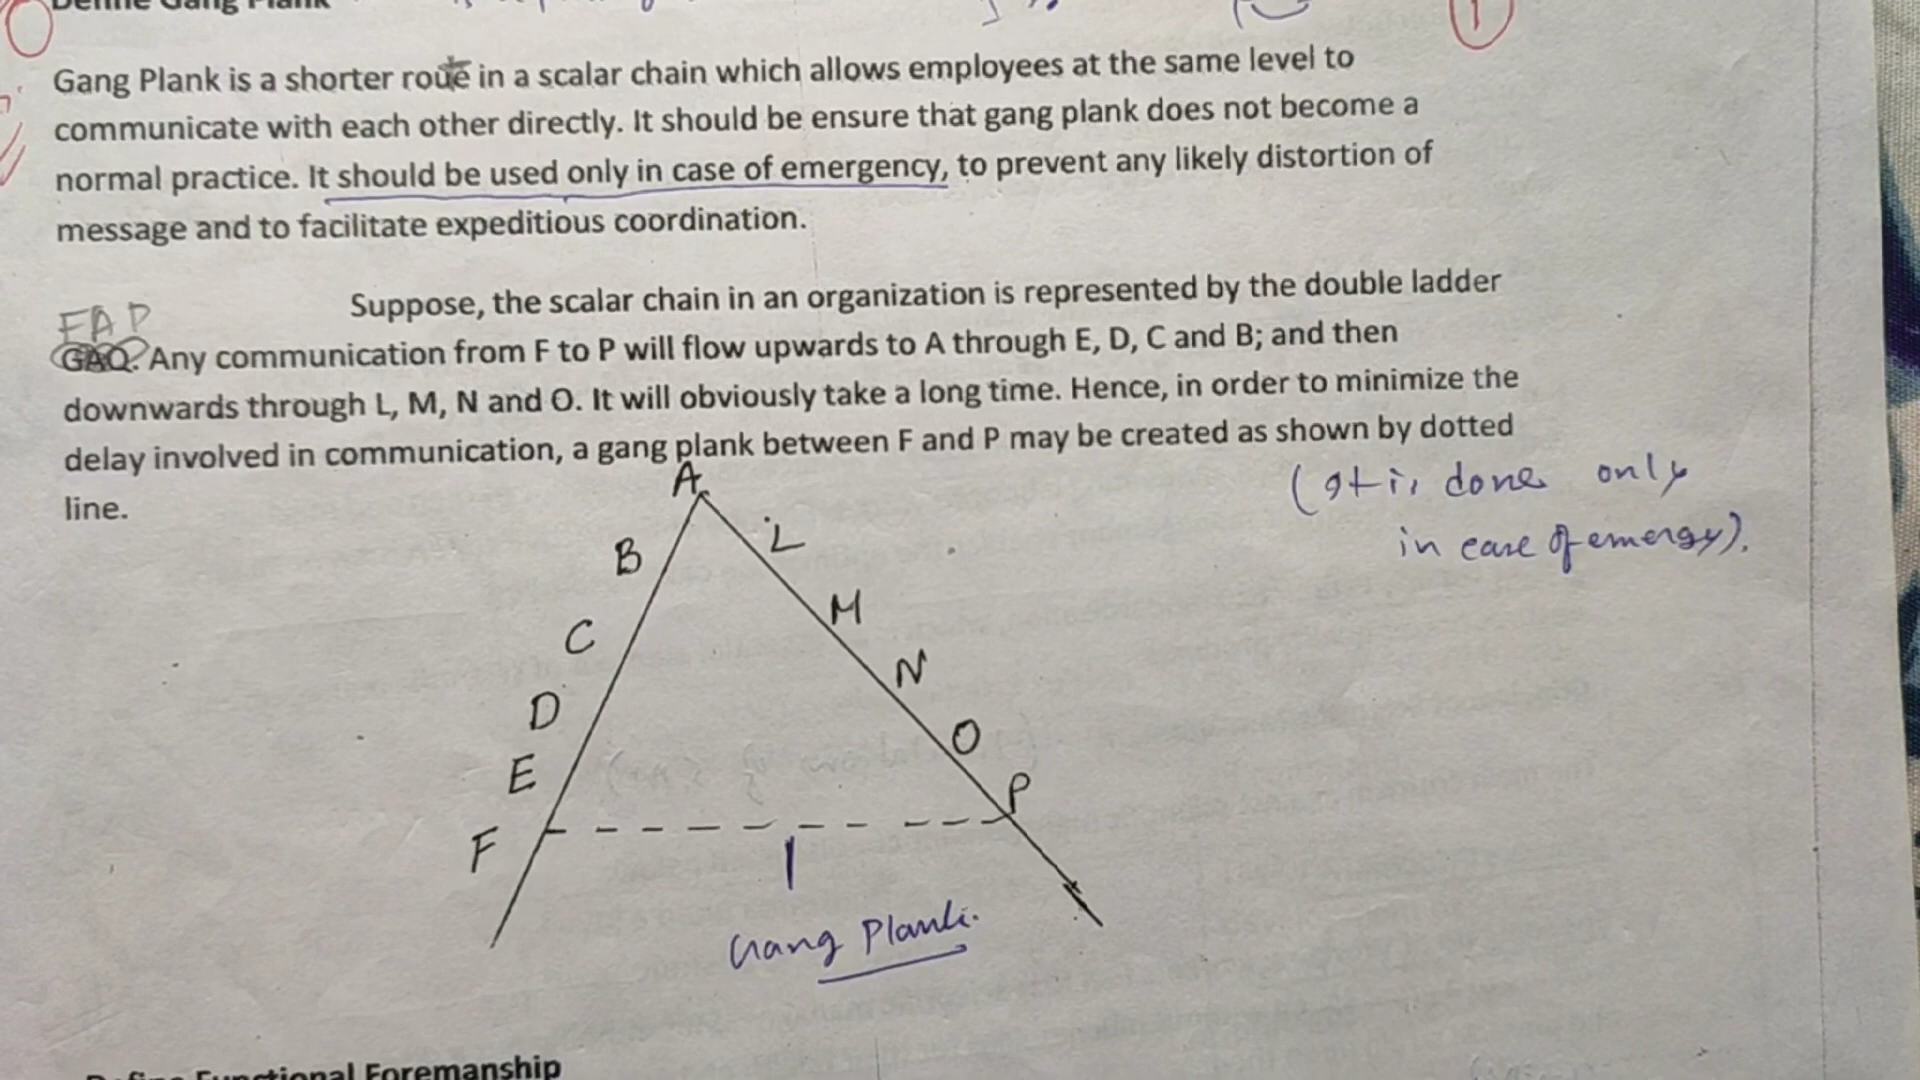 Define Gang Plank
Gang Plank is a shorter route in a scalar chain which allows employees at the same level to
communicate with each other directly. It should be ensure that gang plank does not become a
normal practice. It should be used only in case of emergency, to prevent any likely distortion of
message and to facilitate expeditious coordination.
Suppose, the scalar chain in an organization is represented by the double ladder
FAP
GAQ. Any communication from F to P will flow upwards to A through E, D, C and B; and then
downwards through L, M, N and O. It will obviously take a long time. Hence, in order to minimize the
delay involved in communication, a gang plank between F and P may be created as shown by dotted
line.
(It is done only
in case of emergy).
A
B
L
C
M
D
N
E
O
F
P
Gang Plank.
Define Functional Foremanship